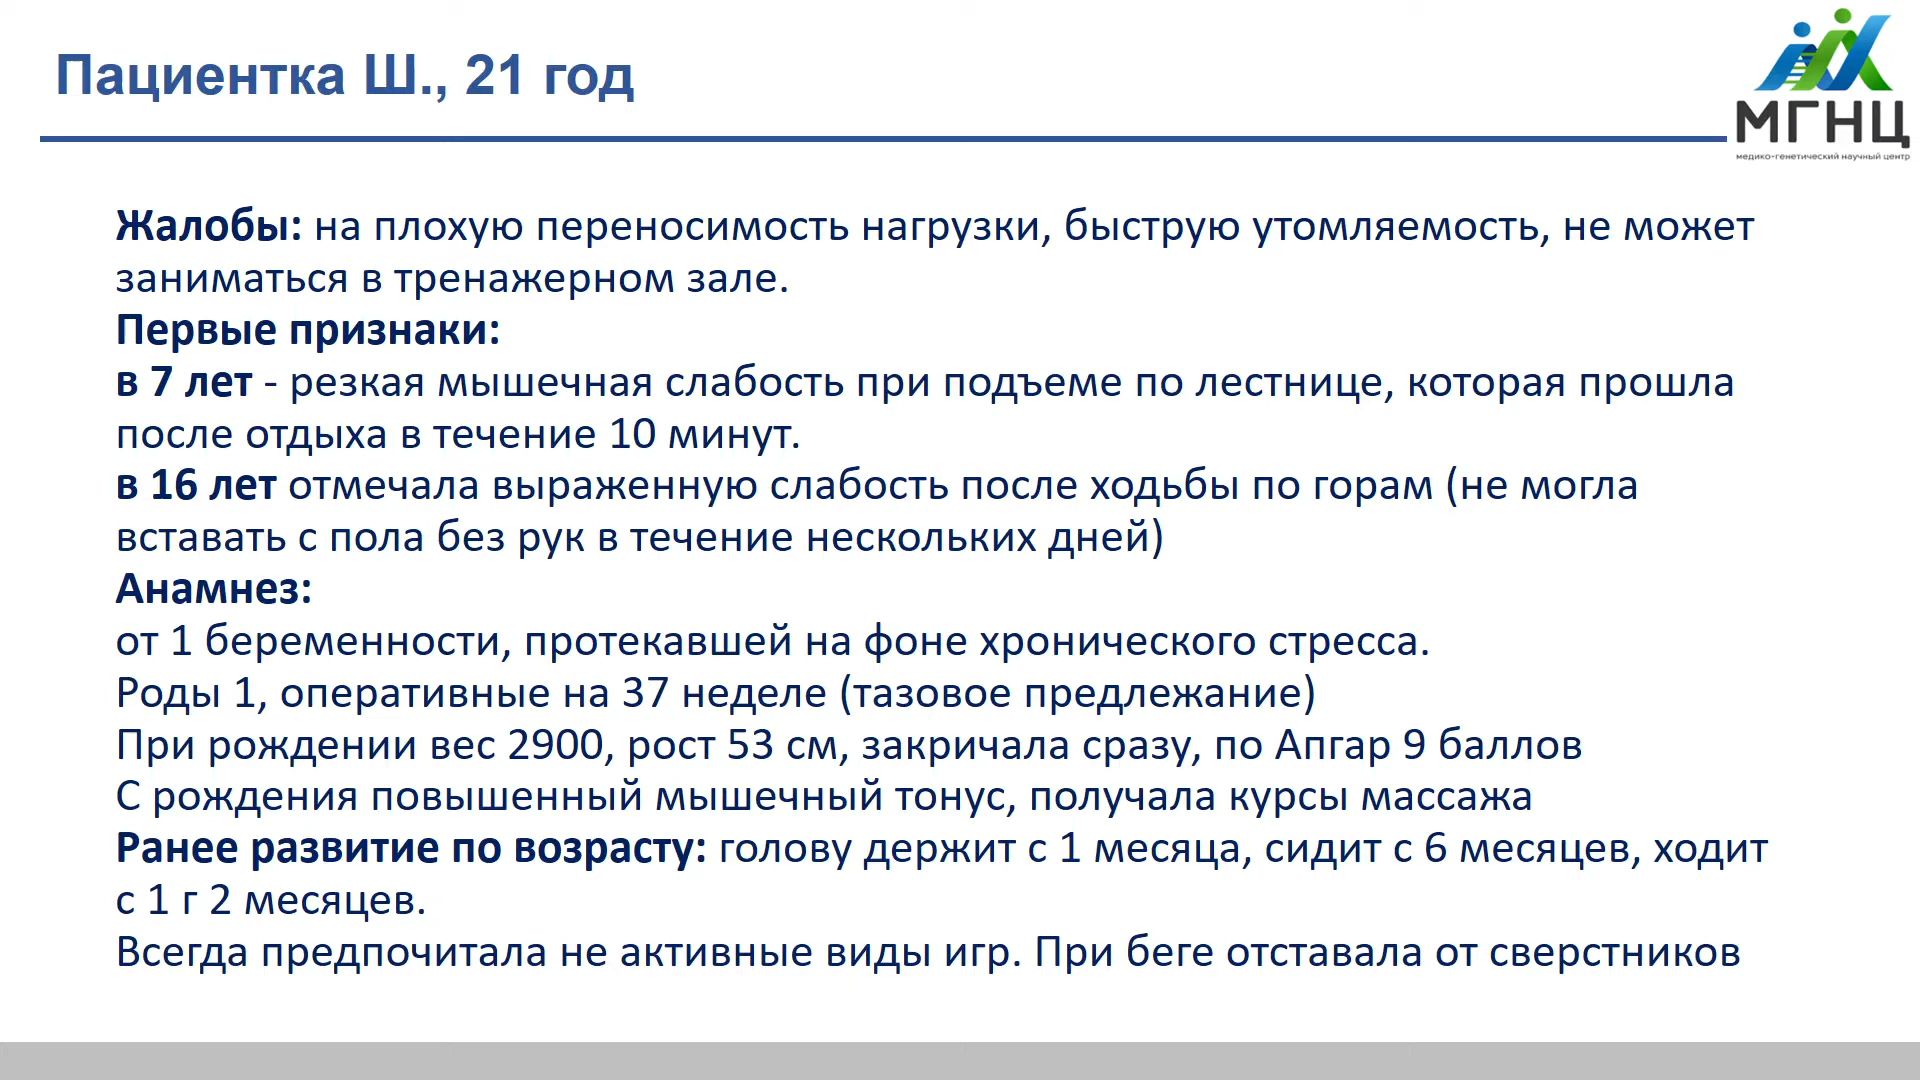 Пациентка Ш., 21 год
МГНЦ
медико-генетический научный центр
Жалобы: на плохую переносимость нагрузки, быструю утомляемость, не может
заниматься в тренажерном зале.
Первые признаки:
в 7 лет - резкая мышечная слабость при подъеме по лестнице, которая прошла
после отдыха в течение 10 минут.
в 16 лет отмечала выраженную слабость после ходьбы по горам (не могла
вставать с пола без рук в течение нескольких дней)
Анамнез:
от 1 беременности, протекавшей на фоне хронического стресса.
Роды 1, оперативные на 37 неделе (тазовое предлежание)
При рождении вес 2900, рост 53 см, закричала сразу, по Апгар 9 баллов
С рождения повышенный мышечный тонус, получала курсы массажа
Ранее развитие по возрасту: голову держит с 1 месяца, сидит с 6 месяцев, ходит
с 1 г 2 месяцев.
Всегда предпочитала не активные виды игр. При беге отставала от сверстников